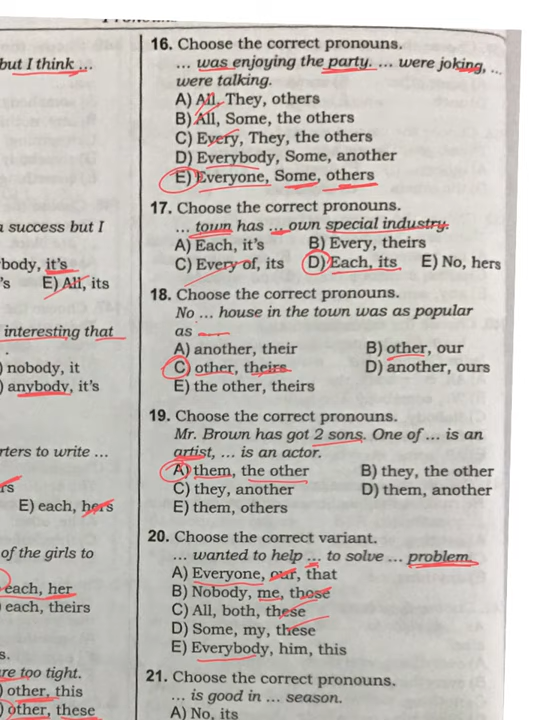 but I think ...
a success but I
body, it's
's E) All, its
interesting that
.
) nobody, it
) anybody, it's
rters to write ...
rs
E) each, hers
of the girls to
each, her
each, theirs
s.
re too tight.
) other, this
) other, these
16. Choose the correct pronouns.
... was enjoying the party. ... were joking, ...
were talking.
A) All, They, others
B) All, Some, the others
C) Every, They, the others
D) Everybody, Some, another
E) Everyone, Some, others
17. Choose the correct pronouns.
... town has ... own special industry.
A) Each, it's B) Every, theirs
C) Every of, its D) Each, its E) No, hers
18. Choose the correct pronouns.
No ... house in the town was as popular
as
A) another, their B) other, our
C) other, theirs D) another, ours
E) the other, theirs
19. Choose the correct pronouns.
Mr. Brown has got 2 sons. One of ... is an
artist, ... is an actor.
A) them, the other B) they, the other
C) they, another D) them, another
E) them, others
20. Choose the correct variant.
... wanted to help ... to solve ... problem.
A) Everyone, our, that
B) Nobody, me, those
C) All, both, these
D) Some, my, these
E) Everybody, him, this
21. Choose the correct pronouns.
... is good in ... season.
A) No, its